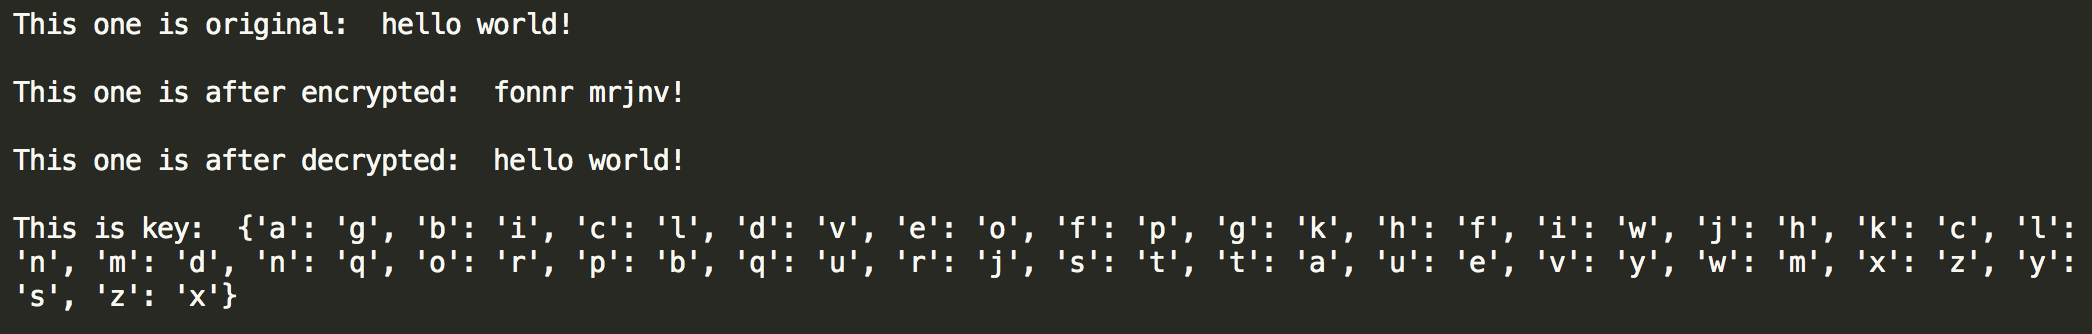 This one is original:  hello world!
This one is after encrypted:  fonnr mrjnv!
This one is after decrypted:  hello world!
This is key:  {'a': 'g', 'b': 'i', 'c': 'l', 'd': 'v', 'e': 'o', 'f': 'p', 'g': 'k', 'h': 'f', 'i': 'w', 'j': 'h', 'k': 'c', 'l':
'n', 'm': 'd', 'n': 'q', 'o': 'r', 'p': 'b', 'q': 'u', 'r': 'j', 's': 't', 't': 'a', 'u': 'e', 'v': 'y', 'w': 'm', 'x': 'z', 'y':
's', 'z': 'x'}